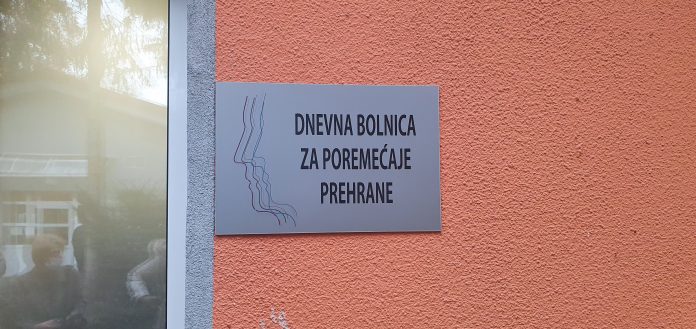 DNEVNA BOLNICA
ZA POREMEĆAJE
PREHRANE